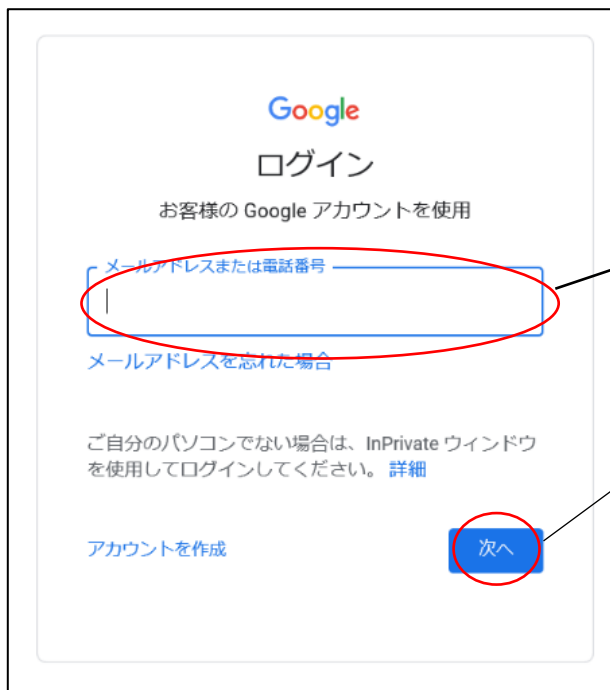 Google
ログイン
お客様の Google アカウントを使用
メールアドレスまたは電話番号
メールアドレスを忘れた場合
ご自分のパソコンでない場合は、InPrivate ウィンドウ
を使用してログインしてください。 詳細
アカウントを作成
次へ